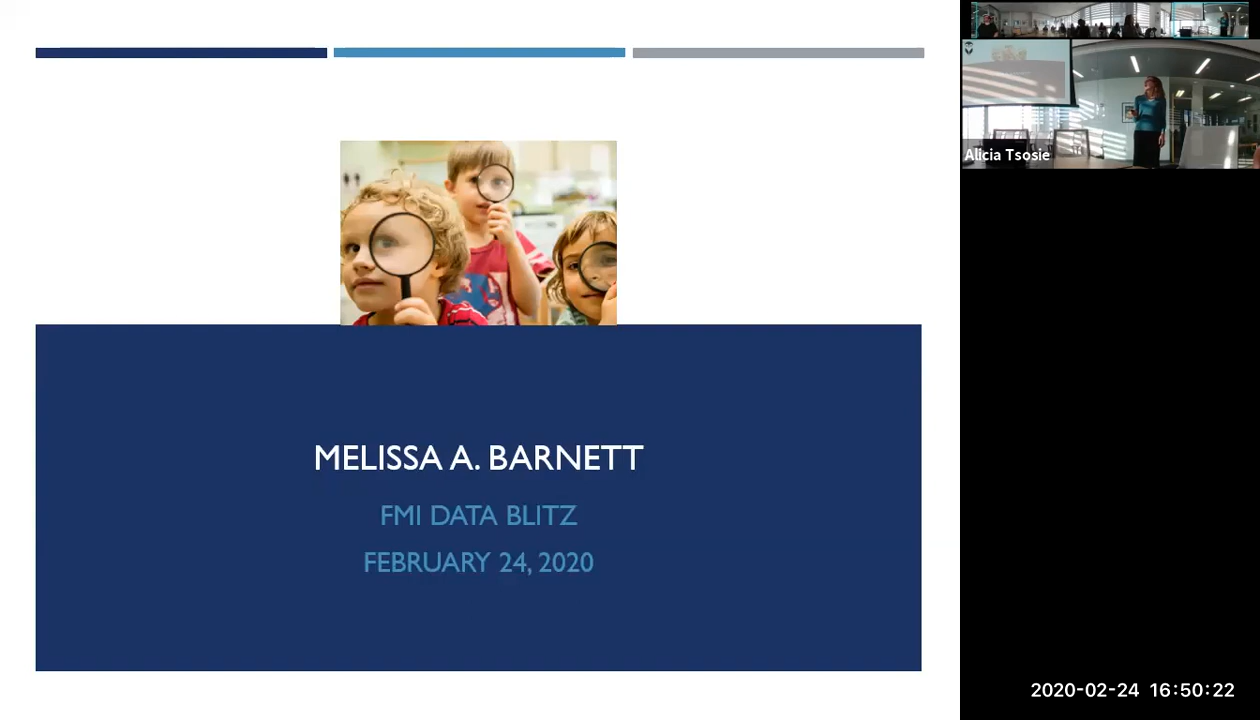 MELISSA A. BARNETT
FMI DATA BLITZ
FEBRUARY 24, 2020
Alicia Tsosie
2020-02-24 16:50:22